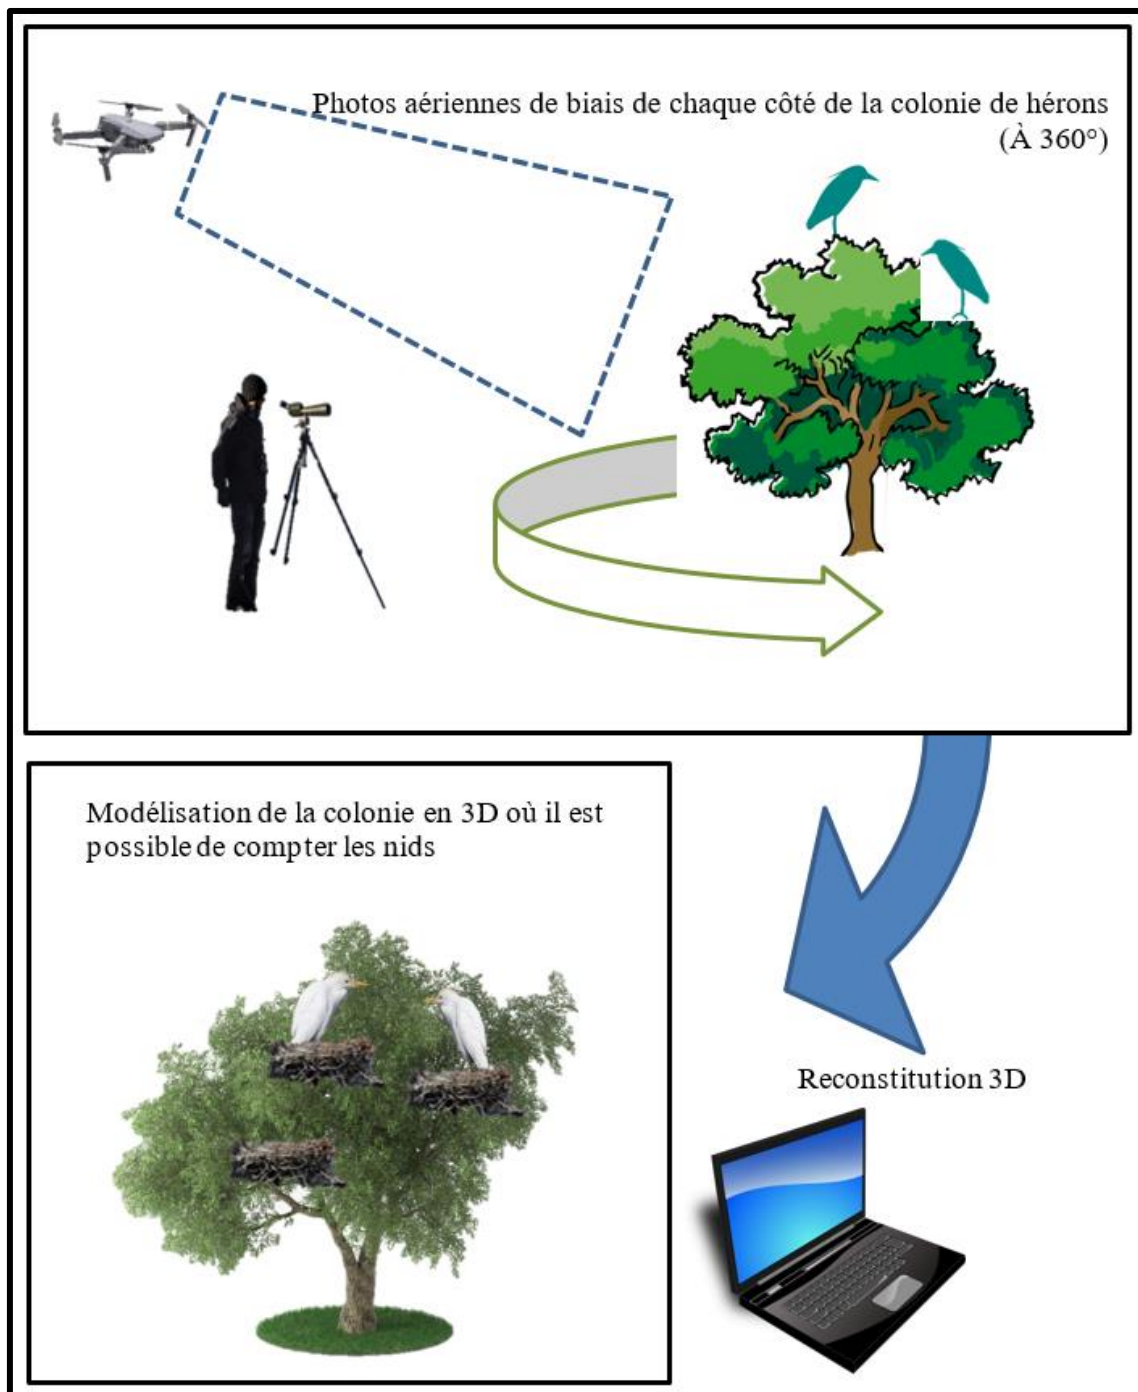 Photos aériennes de biais de chaque côté de la colonie de hérons
(À 360°)
Modélisation de la colonie en 3D où il est
possible de compter les nids
Reconstitution 3D